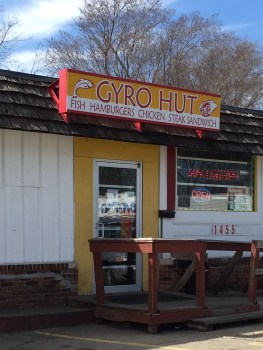 GYRO HUT
FISH HAMBURGERS CHICKEN STEAK SANDWICH
OPEN
1455